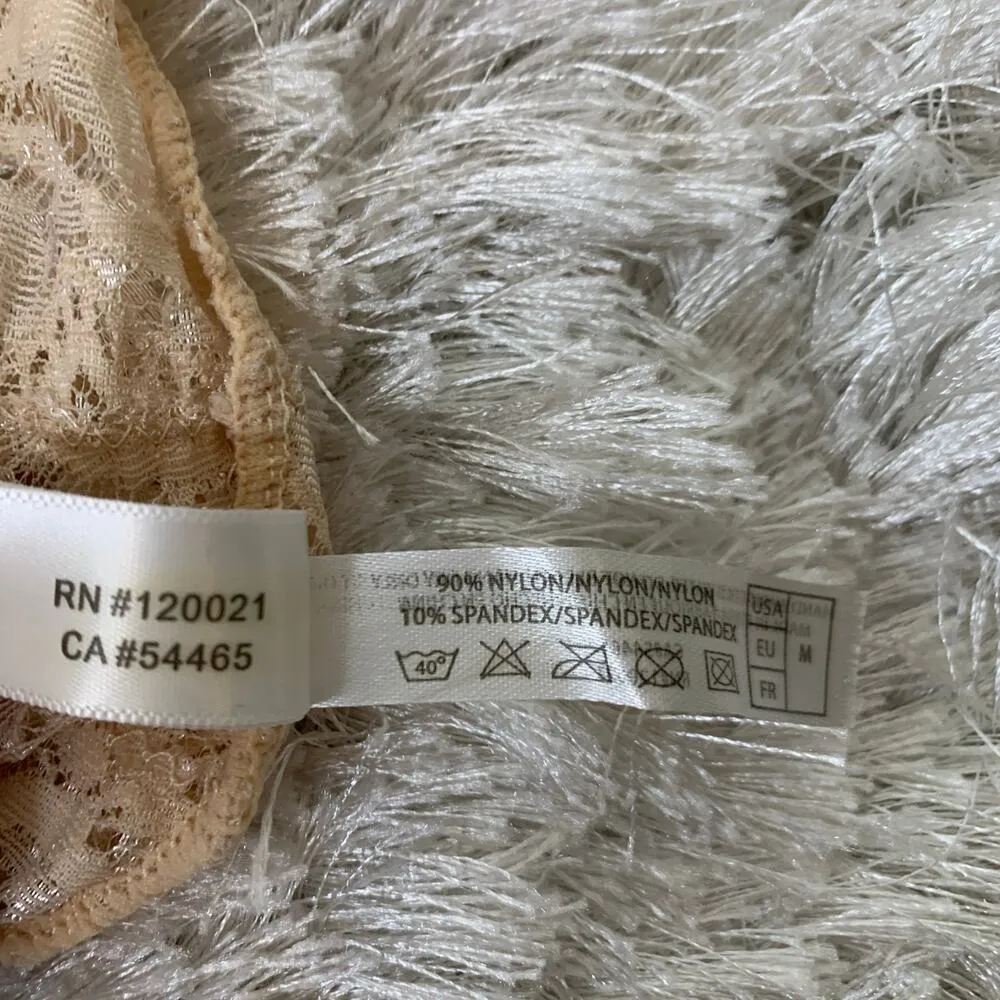 RN #120021
CA #54465
90% NYLON/NYLON/NYLON
10% SPANDEX/SPANDEX/SPANDEX
40°
USA
EU
FR
M